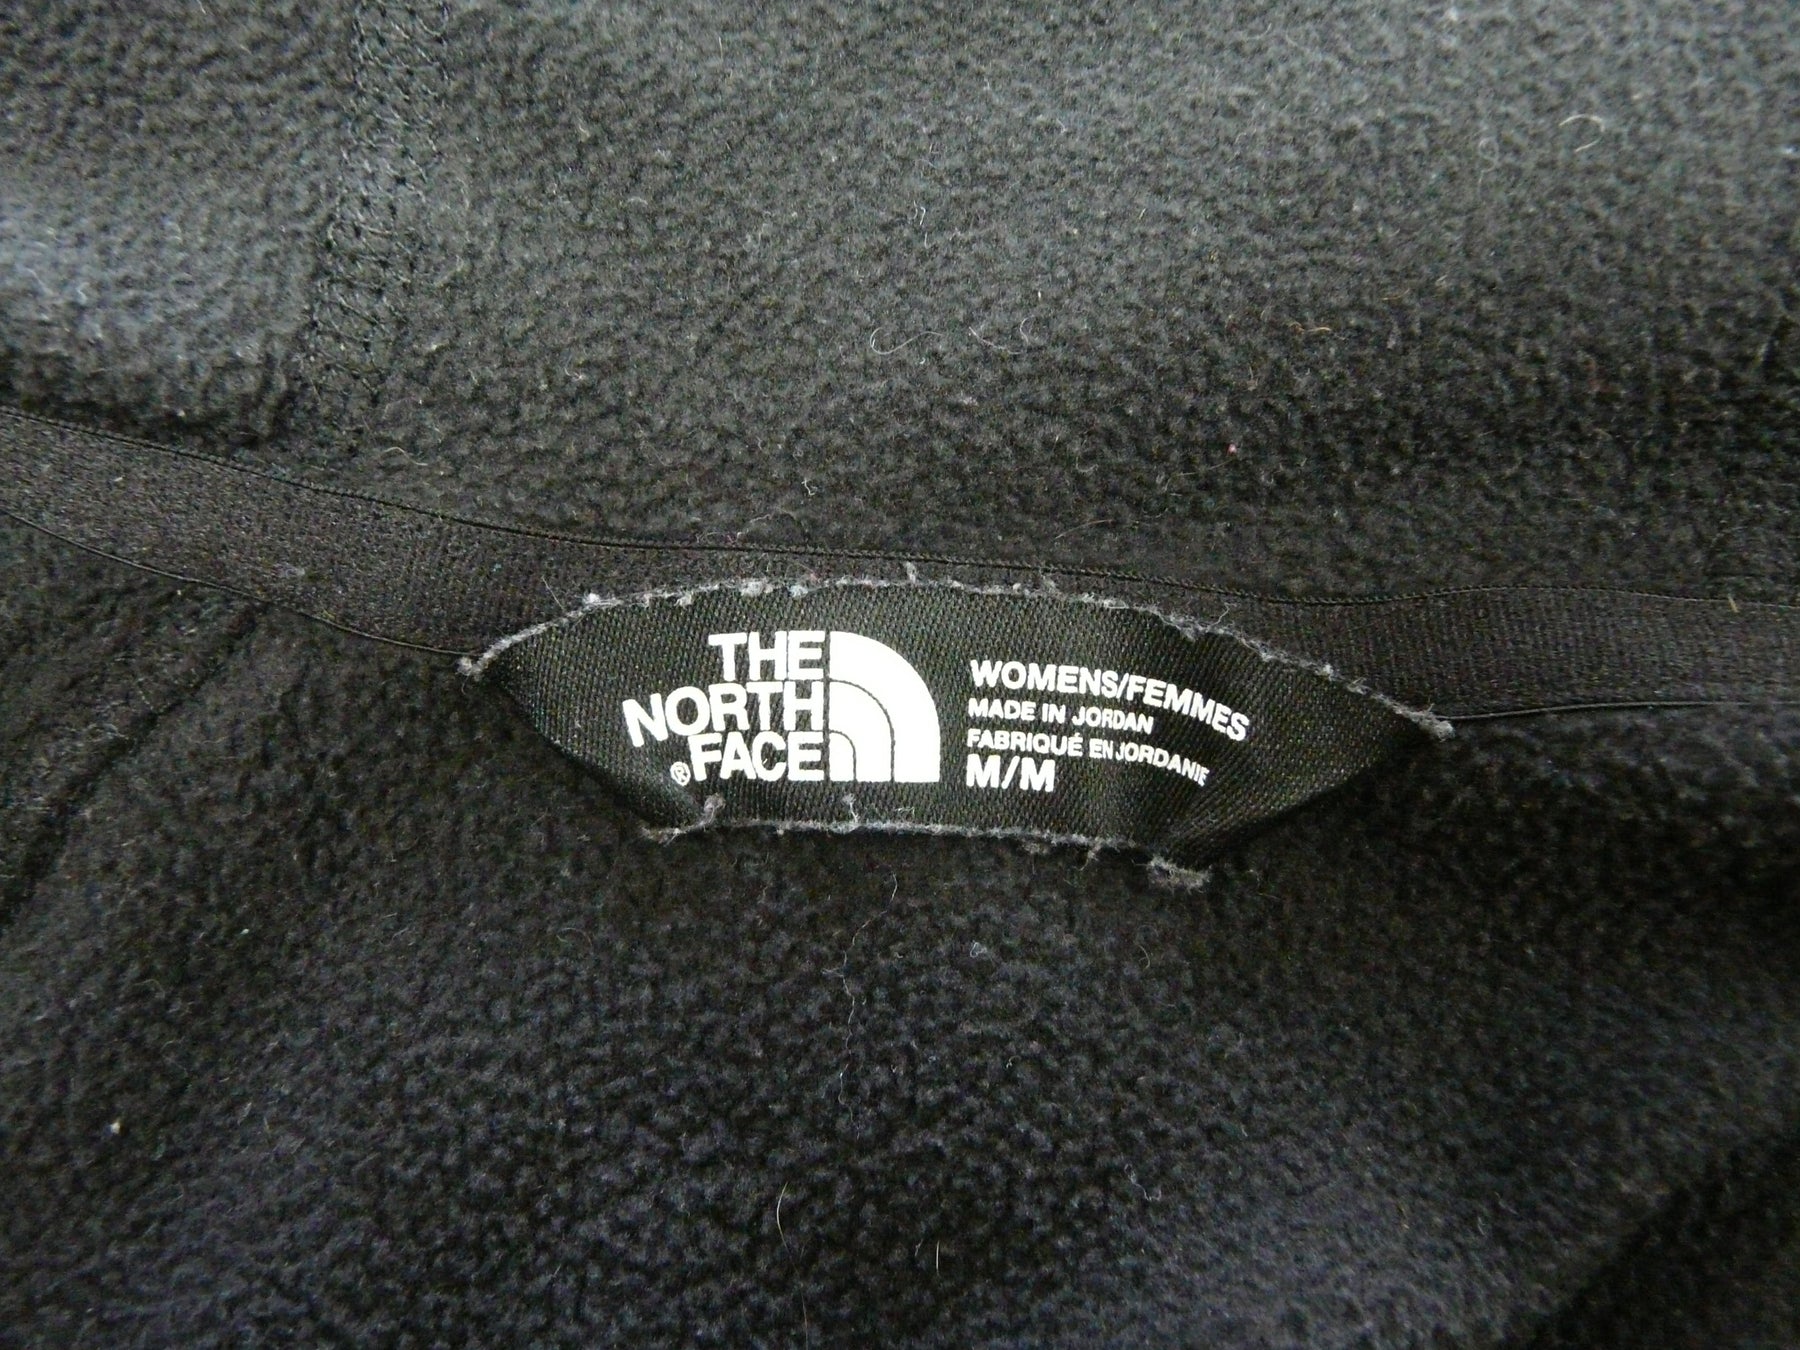 THE
NORTH
®FACE
WOMENS/FEMMES
MADE IN JORDAN
FABRIQUÉ EN JORDANIE
M/M